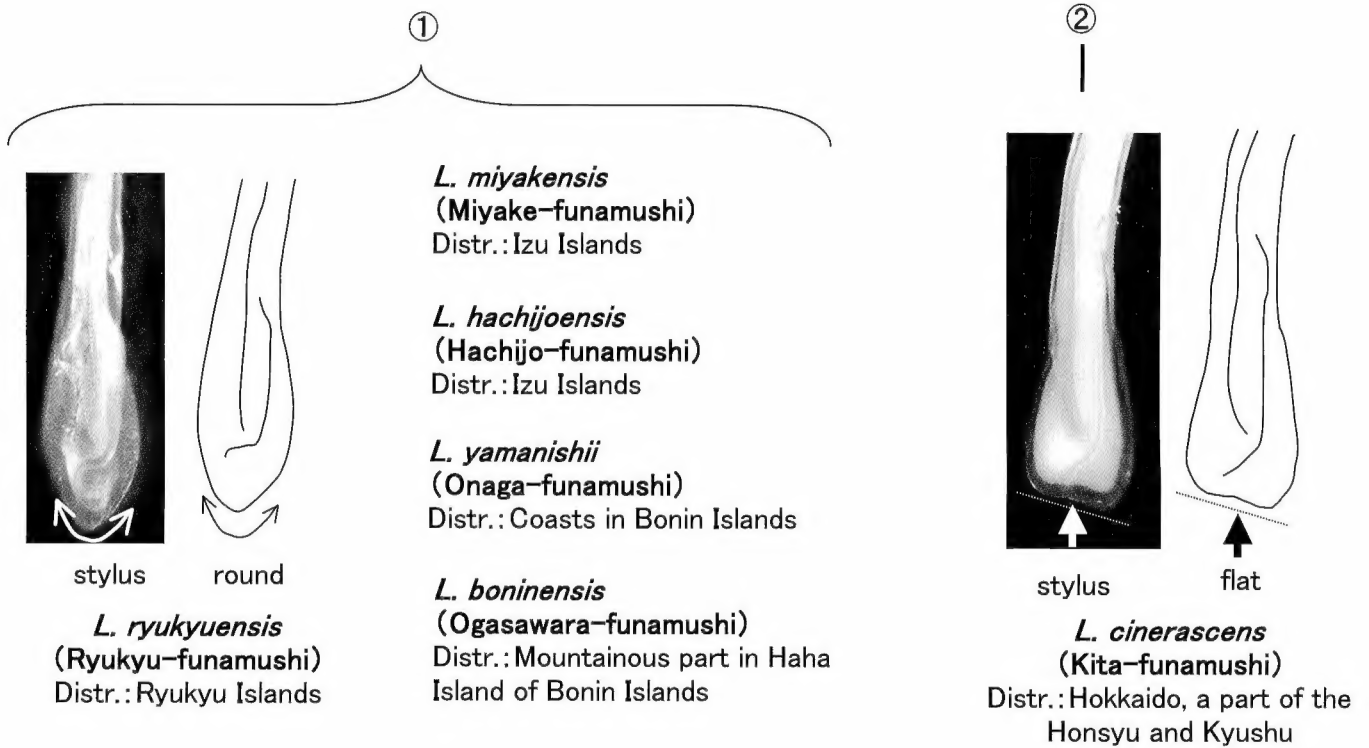 ①
stylus
round
L. ryukyuensis
(Ryukyu-funamushi)
Distr.:Ryukyu Islands
L. miyakensis
(Miyake-funamushi)
Distr.:Izu Islands
L. hachijoensis
(Hachijo-funamushi)
Distr.:Izu Islands
L. yamanishii
(Onaga-funamushi)
Distr.:Coasts in Bonin Islands
L. boninensis
(Ogasawara-funamushi)
Distr.:Mountainous part in Haha
Island of Bonin Islands
②
stylus
flat
L. cinerascens
(Kita-funamushi)
Distr.:Hokkaido, a part of the
Honsyu and Kyushu